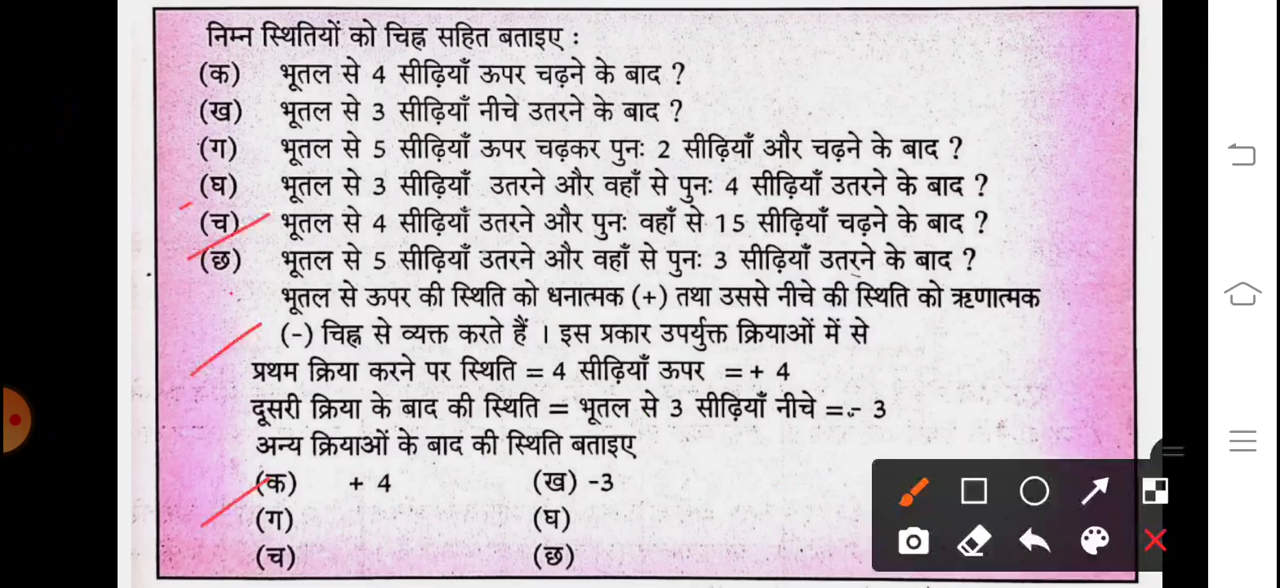 निम्न स्थितियों को चिह्न सहित बताइए :
(क) भूतल से 4 सीढ़ियाँ ऊपर चढ़ने के बाद ?
(ख) भूतल से 3 सीढ़ियाँ नीचे उतरने के बाद ?
(ग) भूतल से 5 सीढ़ियाँ ऊपर चढ़कर पुनः 2 सीढ़ियाँ और चढ़ने के बाद ?
(घ) भूतल से 3 सीढ़ियाँ उतरने और वहाँ से पुनः 4 सीढ़ियाँ उतरने के बाद ?
(च) भूतल से 4 सीढ़ियाँ उतरने और पुनः वहाँ से 15 सीढ़ियाँ चढ़ने के बाद ?
(छ) भूतल से 5 सीढ़ियाँ उतरने और वहाँ से पुनः 3 सीढ़ियाँ उतरने के बाद ?
भूतल से ऊपर की स्थिति को धनात्मक (+) तथा उससे नीचे की स्थिति को ऋणात्मक
(-) चिह्न से व्यक्त करते हैं । इस प्रकार उपर्युक्त क्रियाओं में से
प्रथम क्रिया करने पर स्थिति = 4 सीढ़ियाँ ऊपर = + 4
दूसरी क्रिया के बाद की स्थिति = भूतल से 3 सीढ़ियाँ नीचे = - 3
अन्य क्रियाओं के बाद की स्थिति बताइए
(क) + 4 (ख) -3
(ग) (घ)
(च) (छ)